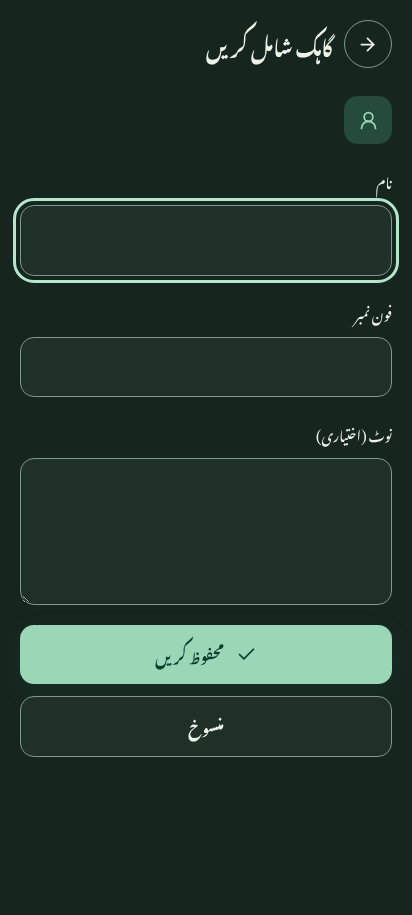 گاہک شامل کریں
نام
فون نمبر
نوٹ (اختیاری)
محفوظ کریں
منسوخ